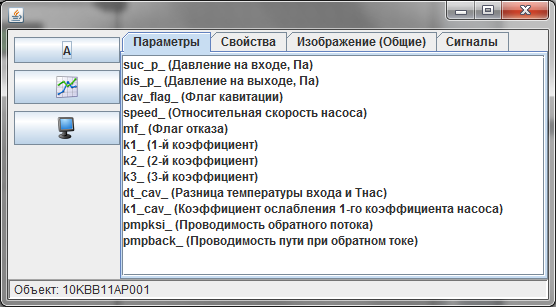 A
Параметры Свойства Изображение (Общие) Сигналы
suc_p_ (Давление на входе, Па)
dis_p_ (Давление на выходе, Па)
cav_flag_ (Флаг кавитации)
speed_ (Относительная скорость насоса)
mf_ (Флаг отказа)
k1_ (1-й коэффициент)
k2_ (2-й коэффициент)
k3_ (3-й коэффициент)
dt_cav_ (Разница температуры входа и Тнас)
k1_cav_ (Коэффициент ослабления 1-го коэффициента насоса)
pmpksi_ (Проводимость обратного потока)
pmpback_ (Проводимость пути при обратном токе)
Объект: 10KBB11AP001